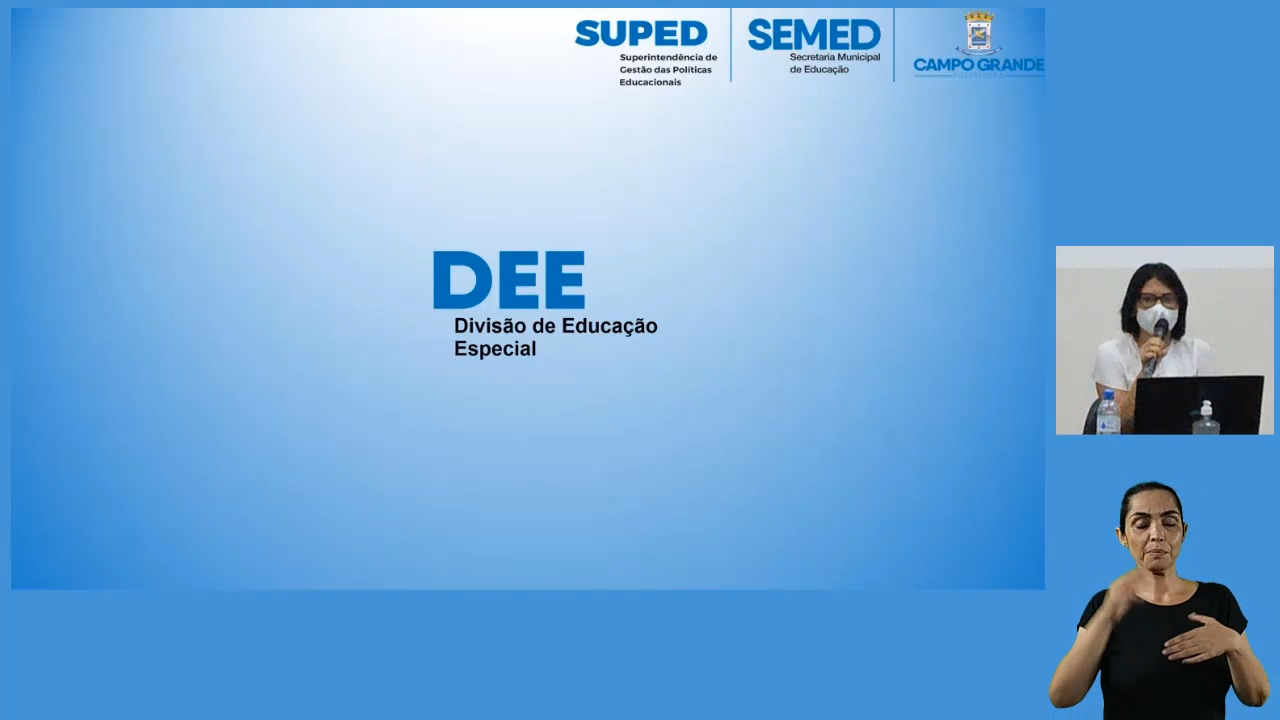 SUPED
Superintendência de
Gestão das Políticas
Educacionais
SEMED
Secretaria Municipal
de Educação
CAMPO GRANDE
PREFEITURA
DEE
Divisão de Educação
Especial